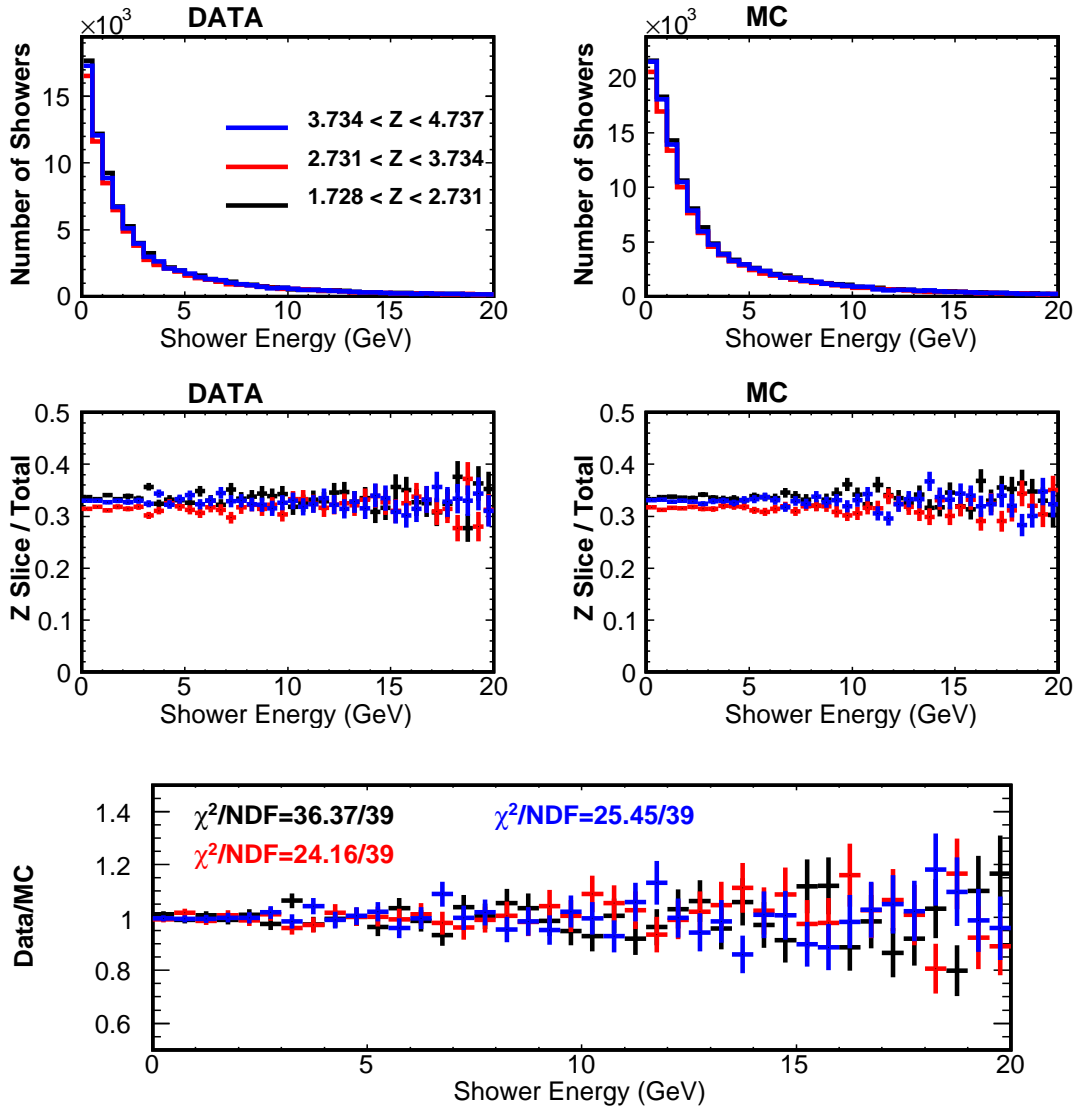 ×10³ DATA
Number of Showers
15
10
5
0
3.734 < Z < 4.737
2.731 < Z < 3.734
1.728 < Z < 2.731
0 5 10 15 20
Shower Energy (GeV)
×10³ MC
Number of Showers
20
15
10
5
0
0 5 10 15 20
Shower Energy (GeV)
DATA
Z Slice / Total
0.5
0.4
0.3
0.2
0.1
0
0 5 10 15 20
Shower Energy (GeV)
MC
Z Slice / Total
0.5
0.4
0.3
0.2
0.1
0
0 5 10 15 20
Shower Energy (GeV)
Data/MC
1.4
1.2
1
0.8
0.6
χ²/NDF=36.37/39 χ²/NDF=25.45/39
χ²/NDF=24.16/39
0 5 10 15 20
Shower Energy (GeV)